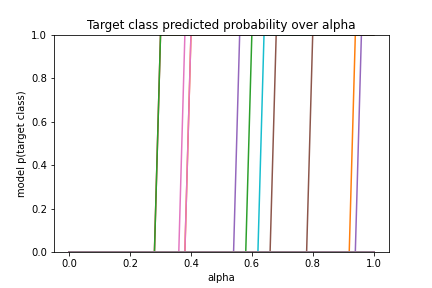 Target class predicted probability over alpha
model p(target class)
1.0
0.8
0.6
0.4
0.2
0.0
0.0 0.2 0.4 0.6 0.8 1.0
alpha